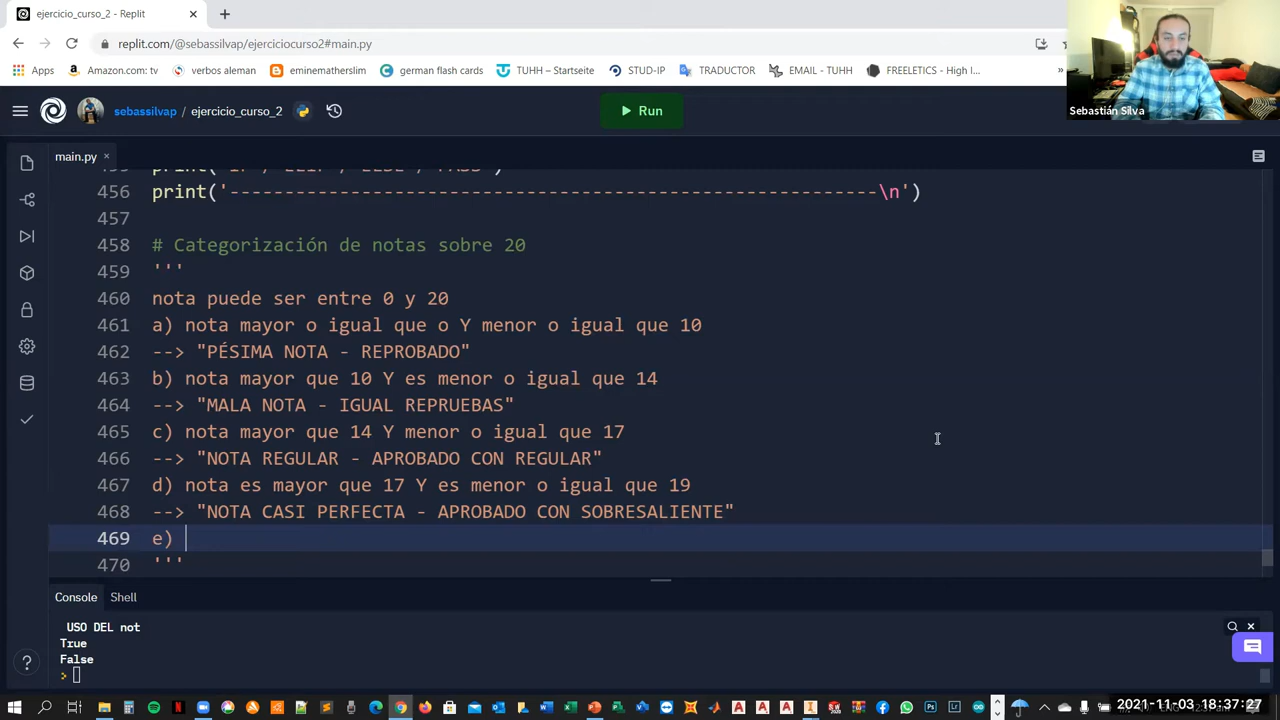 ejercicio_curso_2 - Replit
replit.com/@sebassilvap/ejerciciocurso2#main.py
Apps
Amazon.com: tv
verbos aleman
eminematherslim
german flash cards
TUHH – Startseite
STUD-IP
TRADUCTOR
EMAIL - TUHH
FREELETICS - High I...
»
Sebastián Silva
sebassilvap / ejercicio_curso_2
Run
main.py
456 print('-----------------------------------------------------------\n')
457
458 # Categorización de notas sobre 20
459 '''
460 nota puede ser entre 0 y 20
461 a) nota mayor o igual que o Y menor o igual que 10
462 --> "PÉSIMA NOTA - REPROBADO"
463 b) nota mayor que 10 Y es menor o igual que 14
464 --> "MALA NOTA - IGUAL REPRUEBAS"
465 c) nota mayor que 14 Y menor o igual que 17
466 --> "NOTA REGULAR - APROBADO CON REGULAR"
467 d) nota es mayor que 17 Y es menor o igual que 19
468 --> "NOTA CASI PERFECTA - APROBADO CON SOBRESALIENTE"
469 e)
470 '''
Console
Shell
USO DEL not
True
False
>
2021-11-03 18:37:27